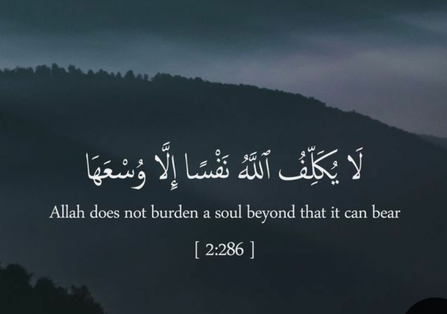 لَا يُكَلِّفُ ٱللَّهُ نَفْسًا إِلَّا وُسْعَهَا
Allah does not burden a soul beyond that it can bear
[ 2:286 ]